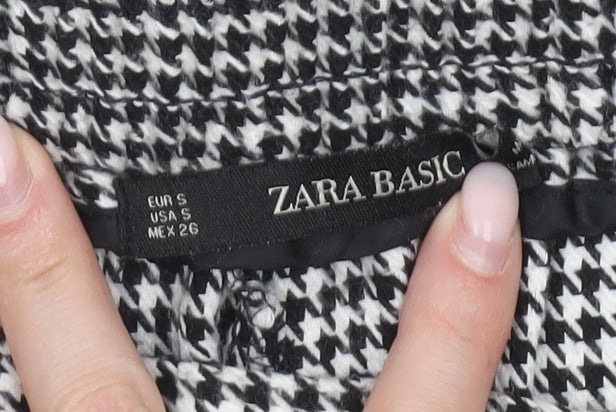 EUR S
USA S
MEX 26
ZARA BASIC